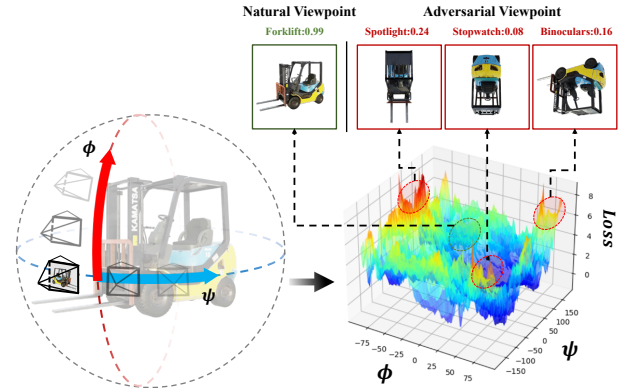 Natural Viewpoint
Adversarial Viewpoint
Forklift:0.99
Spotlight:0.24
Stopwatch:0.08
Binoculars:0.16
ϕ
KAMATSA
ψ
8
6
4
2
0
Loss
-75
-50
-25
0
25
50
75
ϕ
-150
-100
-50
0
50
100
150
ψ